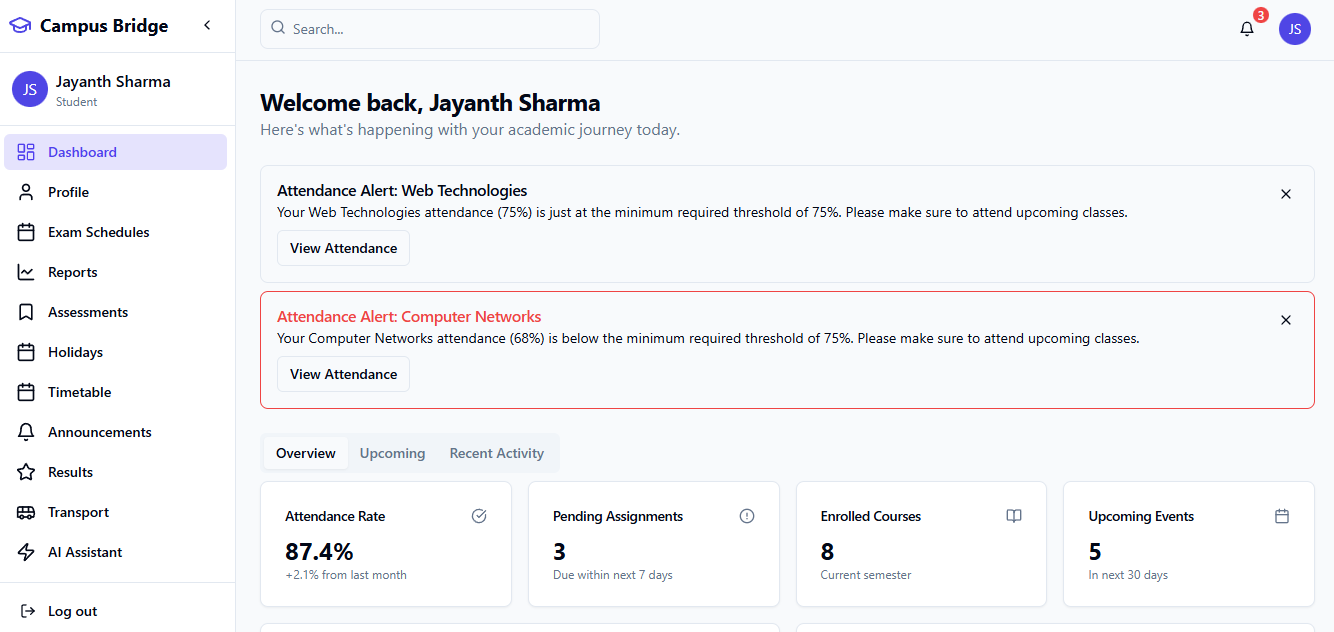 Campus Bridge
JS
Jayanth Sharma
Student
Dashboard
Profile
Exam Schedules
Reports
Assessments
Holidays
Timetable
Announcements
Results
Transport
AI Assistant
Log out
Search...
3
JS
Welcome back, Jayanth Sharma
Here's what's happening with your academic journey today.
Attendance Alert: Web Technologies
Your Web Technologies attendance (75%) is just at the minimum required threshold of 75%. Please make sure to attend upcoming classes.
View Attendance
Attendance Alert: Computer Networks
Your Computer Networks attendance (68%) is below the minimum required threshold of 75%. Please make sure to attend upcoming classes.
View Attendance
Overview Upcoming Recent Activity
Attendance Rate
87.4%
+2.1% from last month
Pending Assignments
3
Due within next 7 days
Enrolled Courses
8
Current semester
Upcoming Events
5
In next 30 days